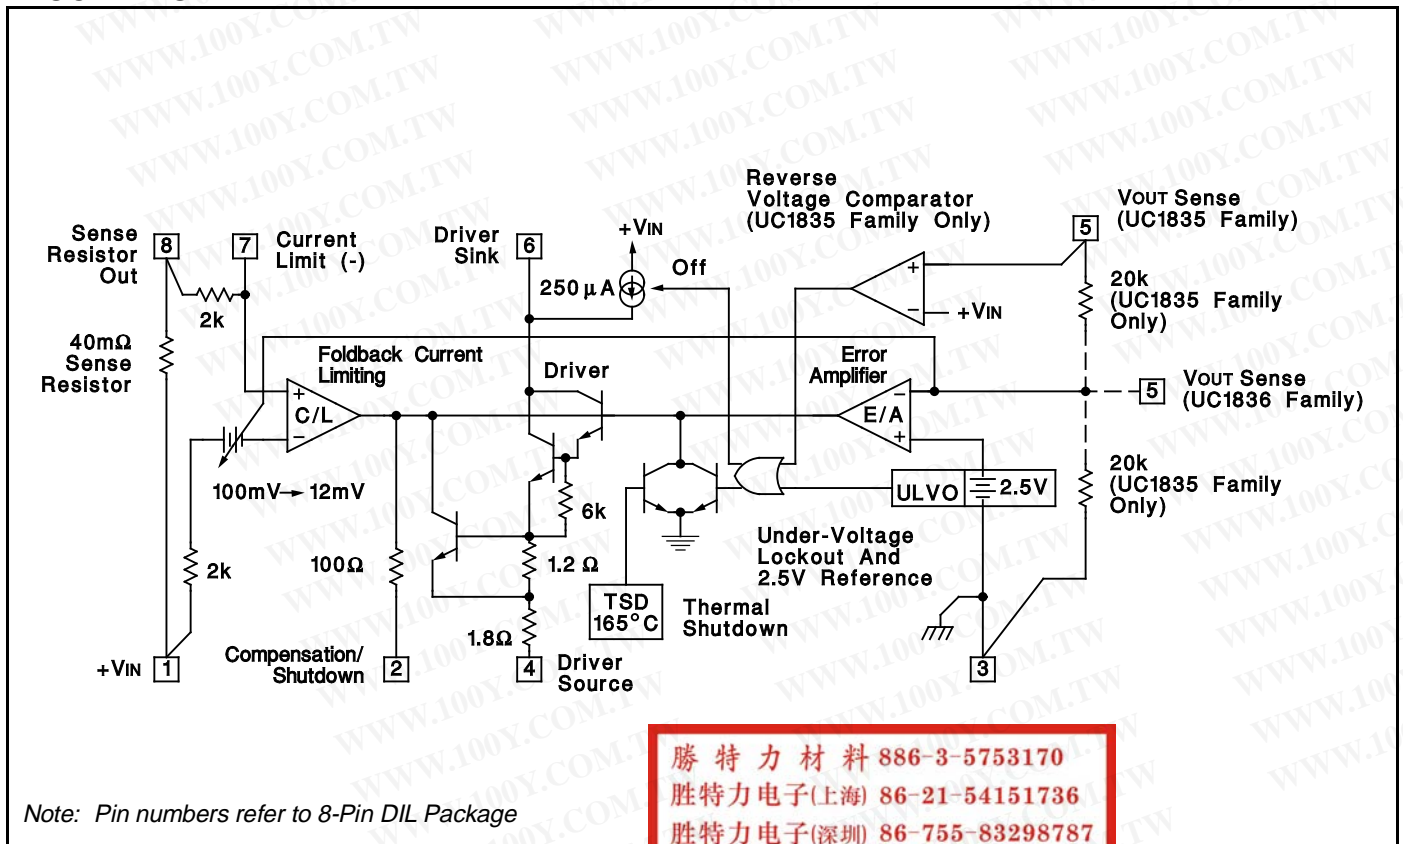 Reverse
Voltage Comparator
(UC1835 Family Only)
VOUT Sense
(UC1835 Family)
Sense
Resistor
Out
8
7
Current
Limit (-)
Driver
Sink
6
+VIN
250 µA
Off
+
−
+VIN
5
20k
(UC1835 Family
Only)
2k
40mΩ
Sense
Resistor
Foldback Current
Limiting
Driver
Error
Amplifier
+
C/L
−
−
E/A
+
5
VOUT Sense
(UC1836 Family)
100mV→ 12mV
6k
ULVO
2.5V
20k
(UC1835 Family
Only)
Under-Voltage
Lockout And
2.5V Reference
2k
100Ω
1.2 Ω
TSD
165°C
Thermal
Shutdown
1.8Ω
+VIN
1
Compensation/
Shutdown
2
4
Driver
Source
3
勝特力材料 886-3-5753170
胜特力电子(上海) 86-21-54151736
胜特力电子(深圳) 86-755-83298787
Note: Pin numbers refer to 8-Pin DIL Package
WWW.100Y.COM.TW